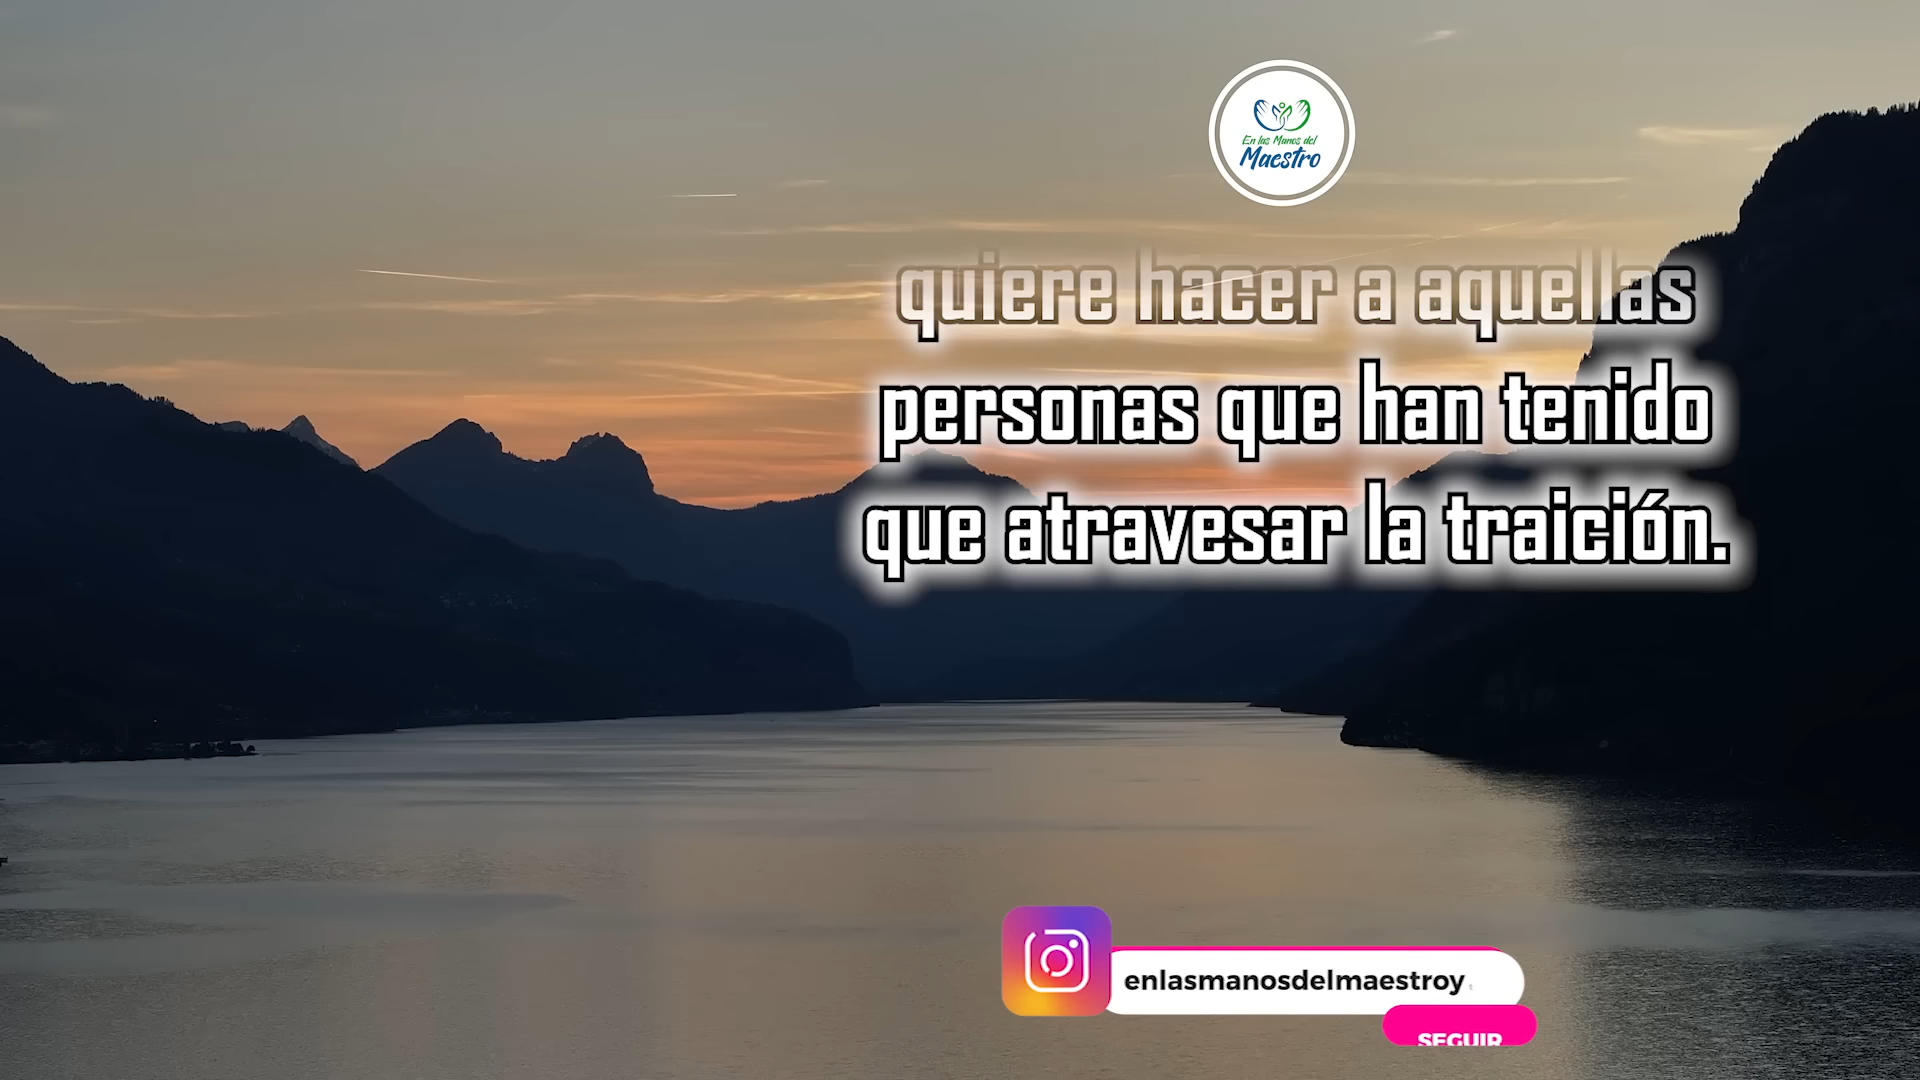 En las Manos del
Maestro
quiere hacer a aquellas
personas que han tenido
que atravesar la traición.
enlasmanosdelmaestroy
SEGUIR